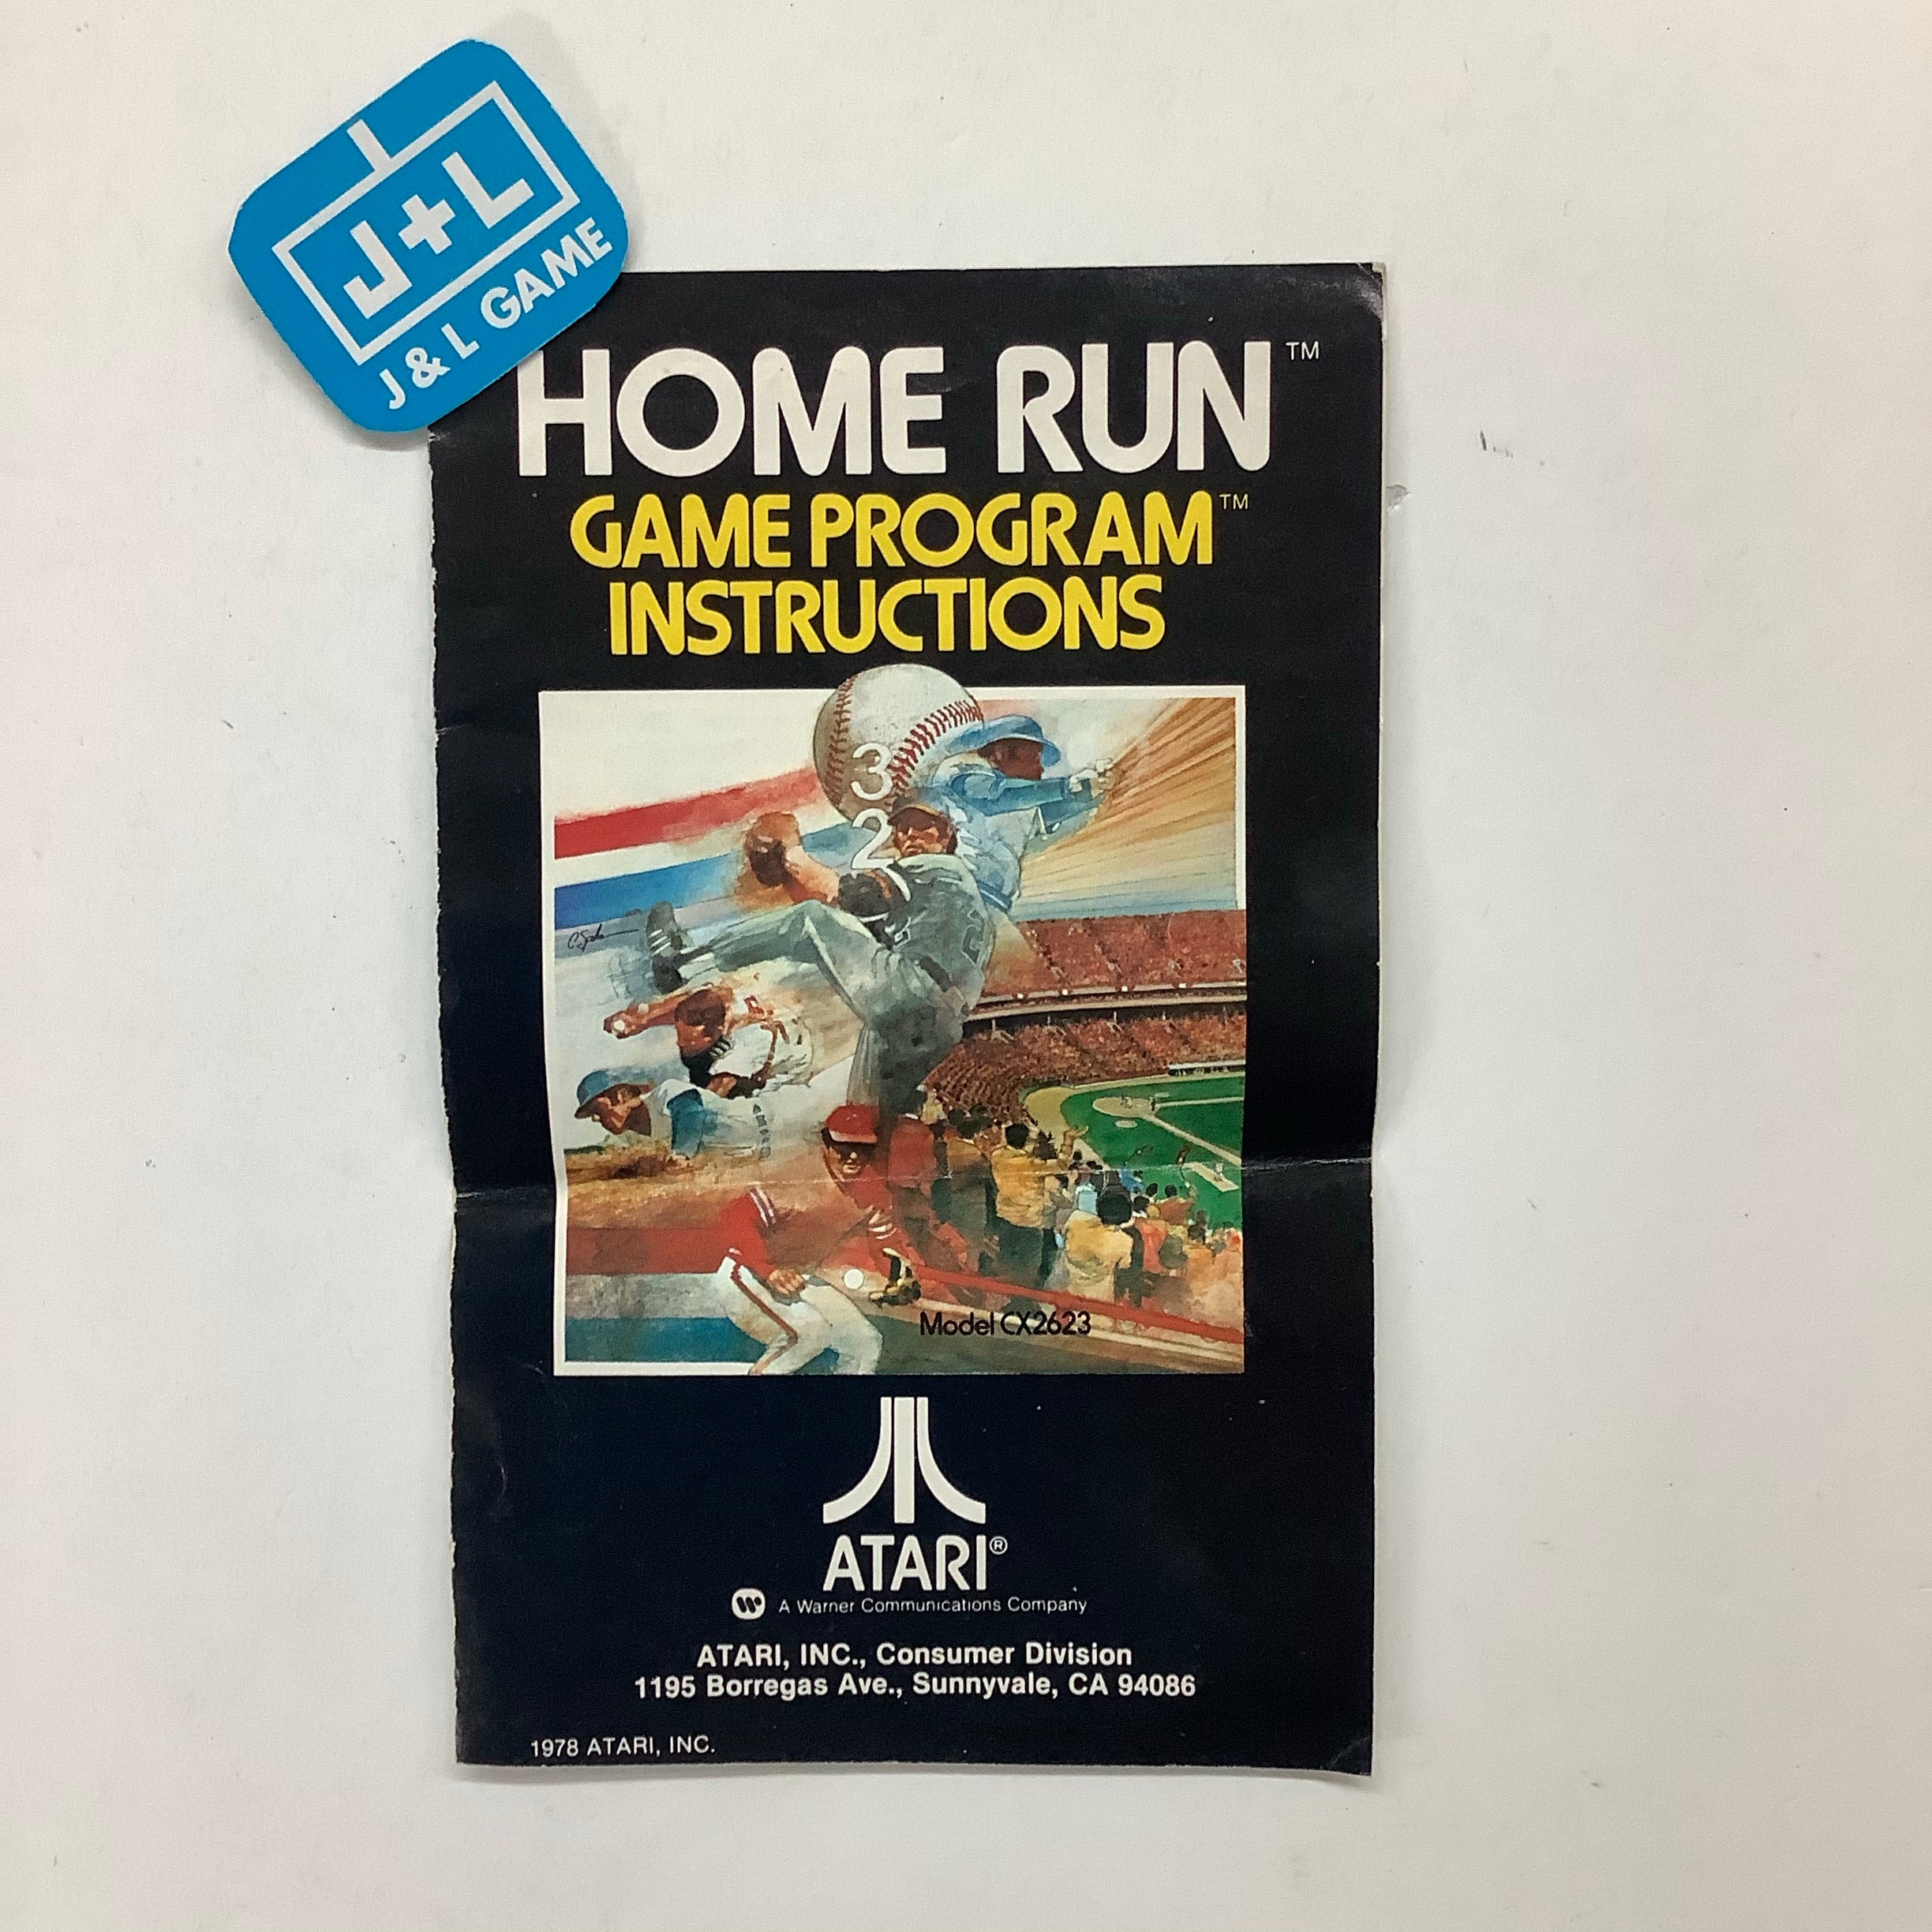 J+L
J & L GAME
HOME RUN™
GAME PROGRAM™
INSTRUCTIONS
3
2
Model CX2623
ATARI®
A Warner Communications Company
ATARI, INC., Consumer Division
1195 Borregas Ave., Sunnyvale, CA 94086
1978 ATARI, INC.